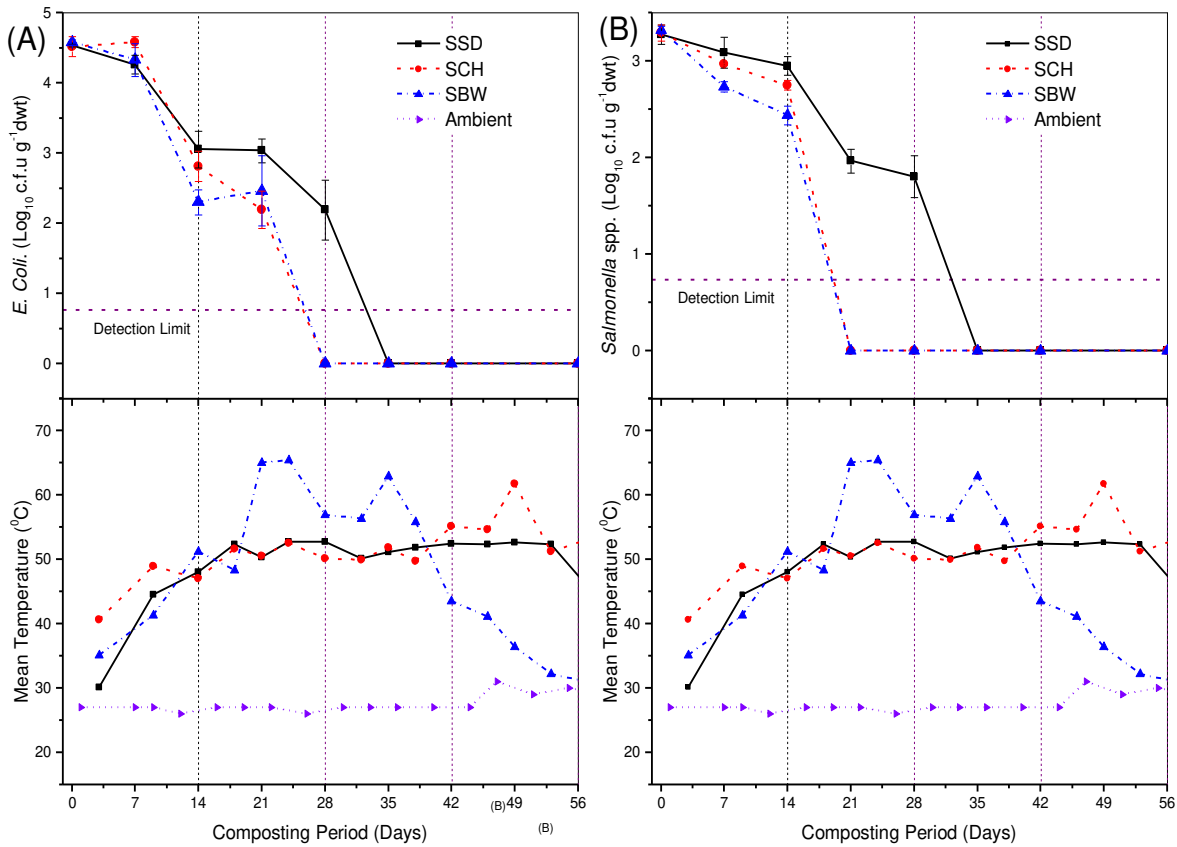 (A)
E. Coli. (Log10 c.f.u g-1dwt)
5
4
3
2
1
0
SSD
SCH
SBW
Ambient
Detection Limit
Mean Temperature (0C)
70
60
50
40
30
20
0 7 14 21 28 35 42 49 56
(B)
Composting Period (Days)
(B)
(B)
Salmonella spp. (Log10 c.f.u g-1dwt)
3
2
1
0
SSD
SCH
SBW
Ambient
Detection Limit
Mean Temperature (0C)
70
60
50
40
30
20
0 7 14 21 28 35 42 49 56
Composting Period (Days)